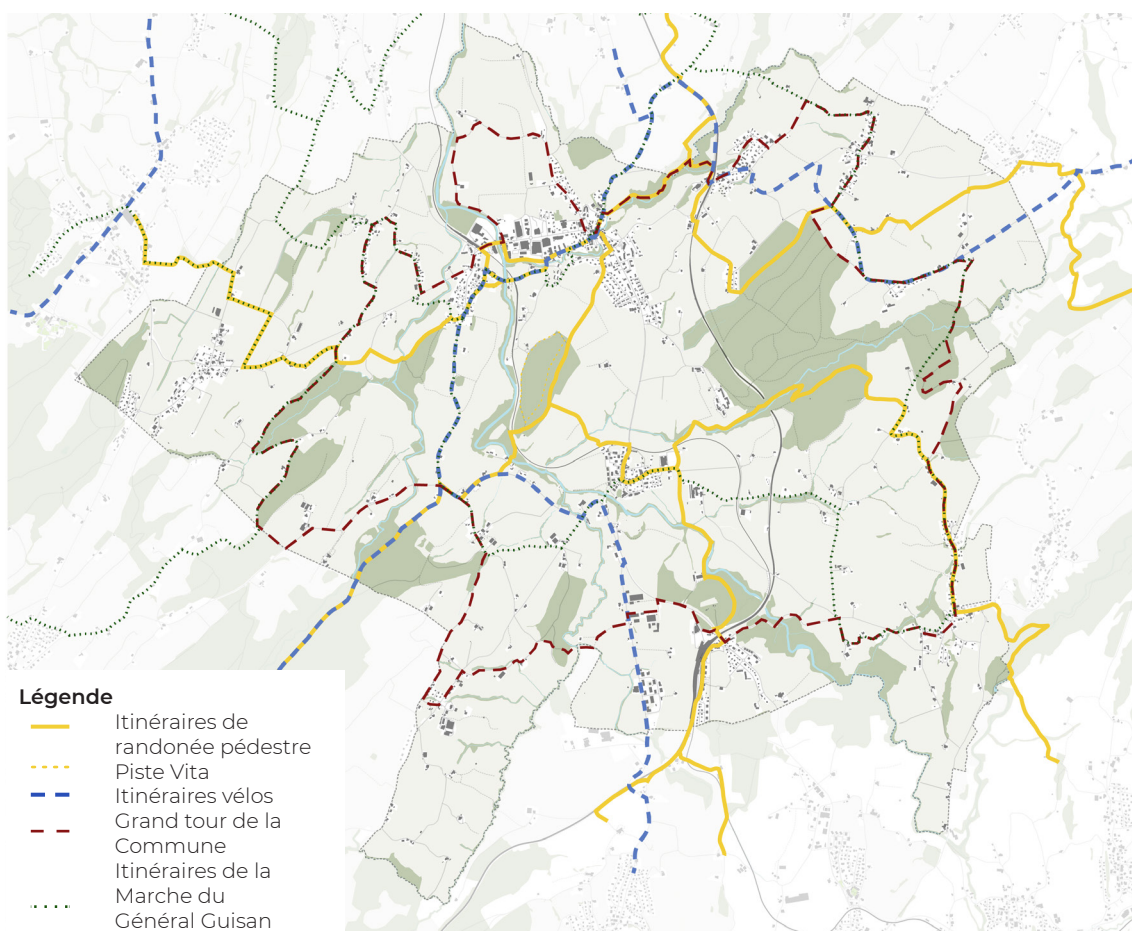 Légende
Itinéraires de
randonée pédestre
Piste Vita
Itinéraires vélos
Grand tour de la
Commune
Itinéraires de la
Marche du
Général Guisan